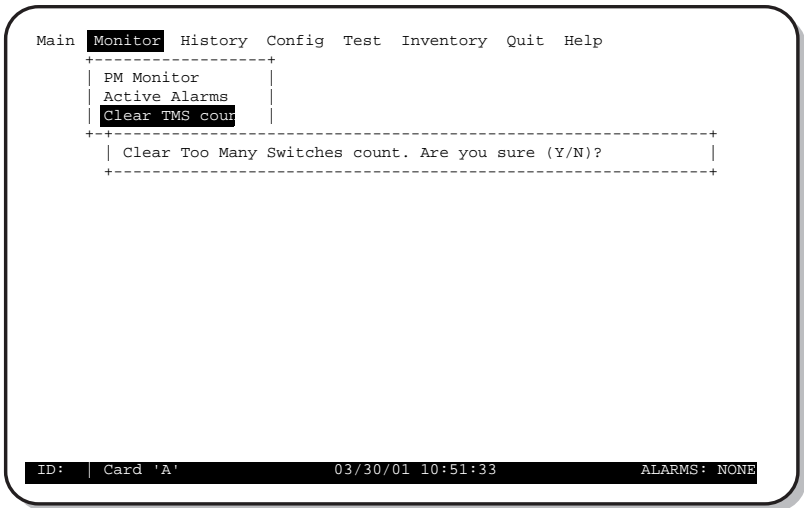 Main Monitor History Config Test Inventory Quit Help
+------------------+
| PM Monitor |
| Active Alarms |
| Clear TMS coun |
+-+--------------------------------------------------------------+
| Clear Too Many Switches count. Are you sure (Y/N)? |
+--------------------------------------------------------------+
ID: | Card 'A' 03/30/01 10:51:33 ALARMS: NONE